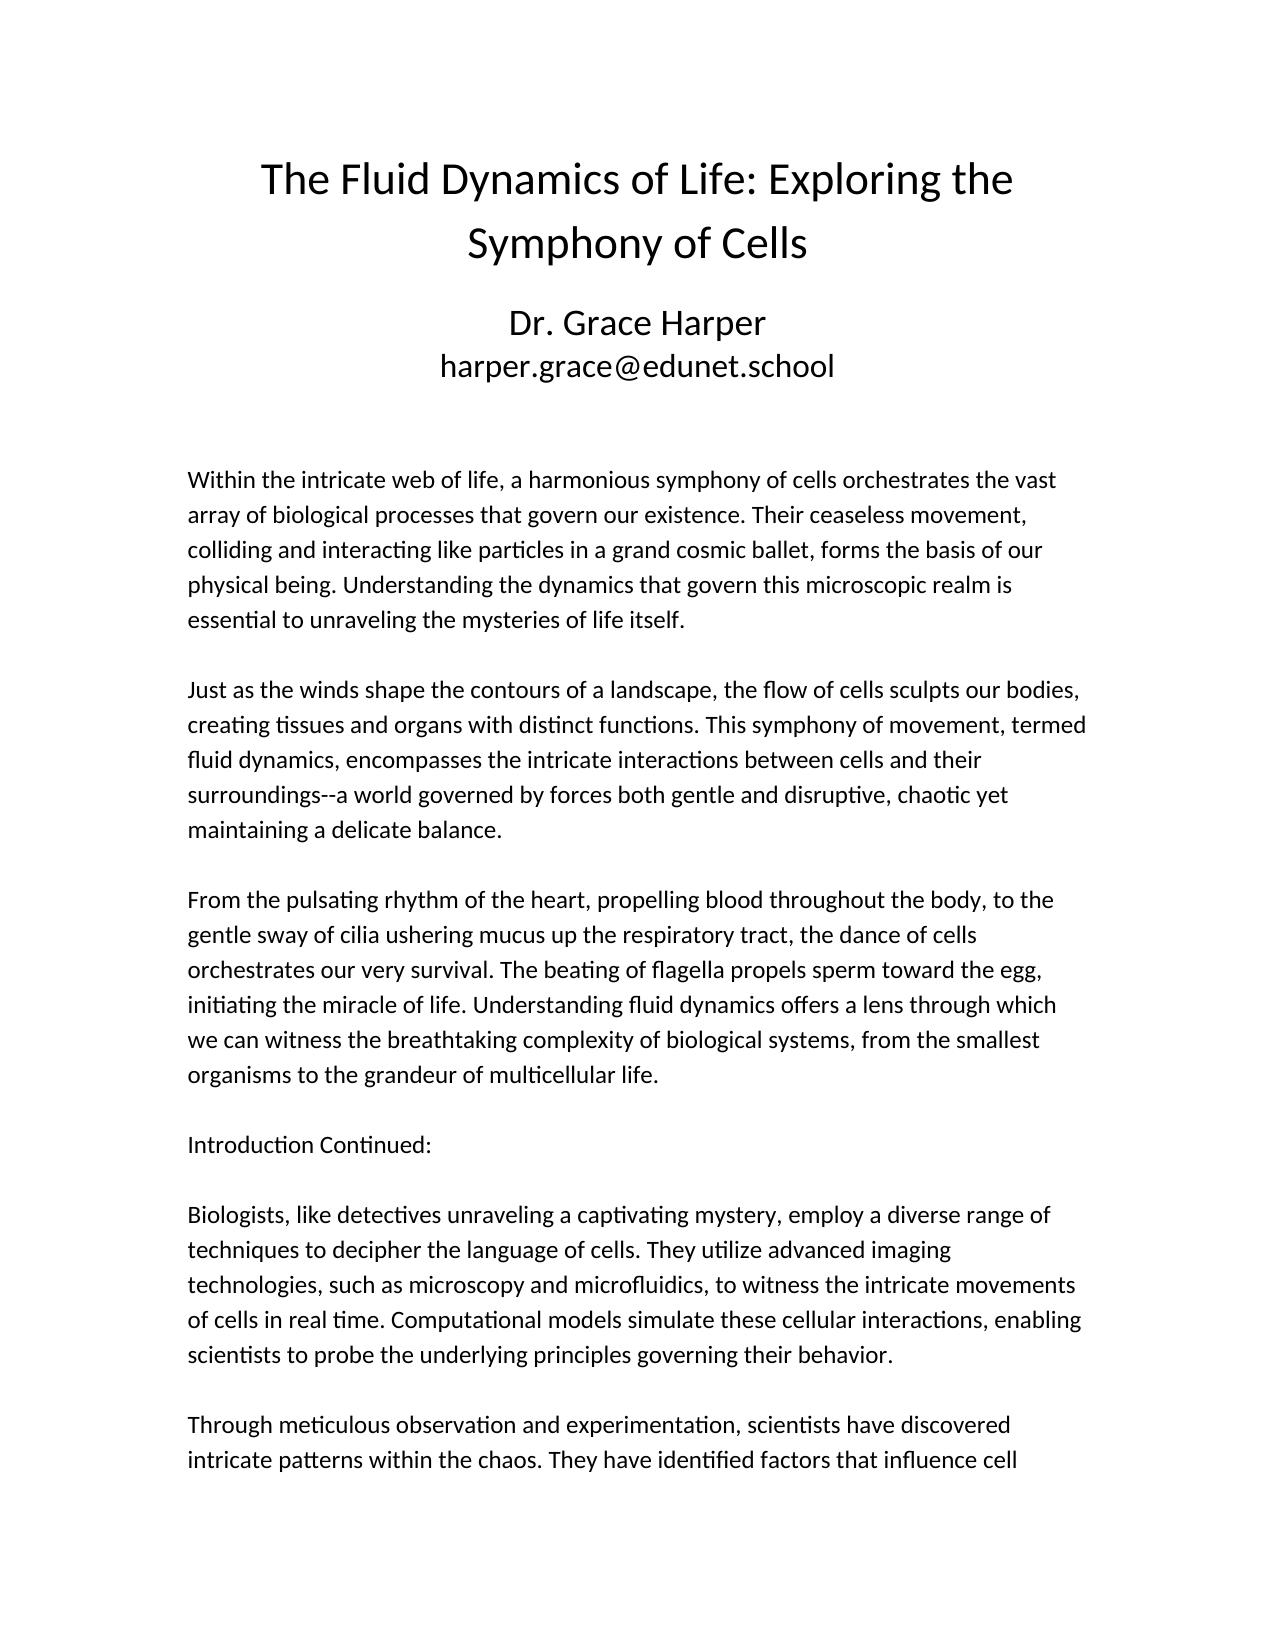 The Fluid Dynamics of Life: Exploring the
Symphony of Cells
Dr. Grace Harper
harper.grace@edunet.school
Within the intricate web of life, a harmonious symphony of cells orchestrates the vast
array of biological processes that govern our existence. Their ceaseless movement,
colliding and interacting like particles in a grand cosmic ballet, forms the basis of our
physical being. Understanding the dynamics that govern this microscopic realm is
essential to unraveling the mysteries of life itself.
Just as the winds shape the contours of a landscape, the flow of cells sculpts our bodies,
creating tissues and organs with distinct functions. This symphony of movement, termed
fluid dynamics, encompasses the intricate interactions between cells and their
surroundings--a world governed by forces both gentle and disruptive, chaotic yet
maintaining a delicate balance.
From the pulsating rhythm of the heart, propelling blood throughout the body, to the
gentle sway of cilia ushering mucus up the respiratory tract, the dance of cells
orchestrates our very survival. The beating of flagella propels sperm toward the egg,
initiating the miracle of life. Understanding fluid dynamics offers a lens through which
we can witness the breathtaking complexity of biological systems, from the smallest
organisms to the grandeur of multicellular life.
Introduction Continued:
Biologists, like detectives unraveling a captivating mystery, employ a diverse range of
techniques to decipher the language of cells. They utilize advanced imaging
technologies, such as microscopy and microfluidics, to witness the intricate movements
of cells in real time. Computational models simulate these cellular interactions, enabling
scientists to probe the underlying principles governing their behavior.
Through meticulous observation and experimentation, scientists have discovered
intricate patterns within the chaos. They have identified factors that influence cell